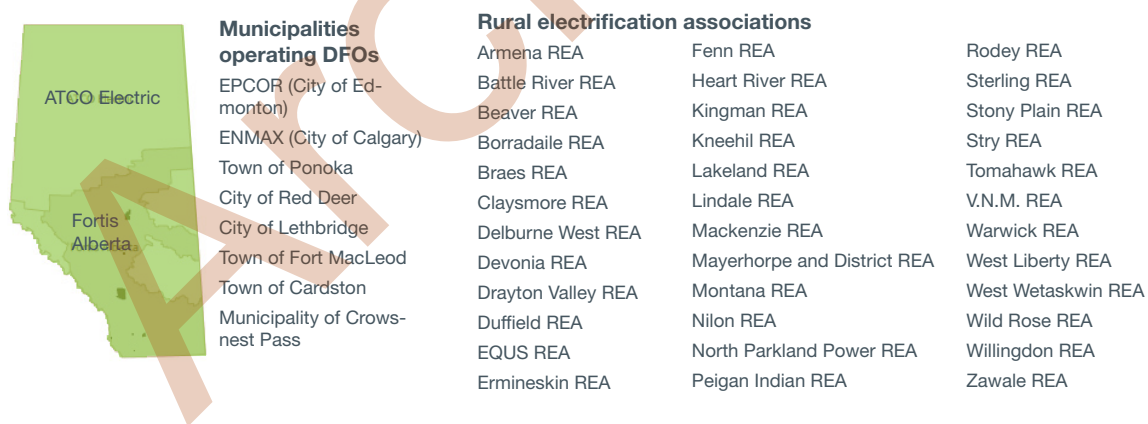 ATCO Electric
Fortis
Alberta
Municipalities
operating DFOs
EPCOR (City of Ed-
monton)
ENMAX (City of Calgary)
Town of Ponoka
City of Red Deer
City of Lethbridge
Town of Fort MacLeod
Town of Cardston
Municipality of Crows-
nest Pass
Rural electrification associations
Armena REA
Battle River REA
Beaver REA
Borradaile REA
Braes REA
Claysmore REA
Delburne West REA
Devonia REA
Drayton Valley REA
Duffield REA
EQUS REA
Ermineskin REA
Fenn REA
Heart River REA
Kingman REA
Kneehil REA
Lakeland REA
Lindale REA
Mackenzie REA
Mayerhorpe and District REA
Montana REA
Nilon REA
North Parkland Power REA
Peigan Indian REA
Rodey REA
Sterling REA
Stony Plain REA
Stry REA
Tomahawk REA
V.N.M. REA
Warwick REA
West Liberty REA
West Wetaskwin REA
Wild Rose REA
Willingdon REA
Zawale REA